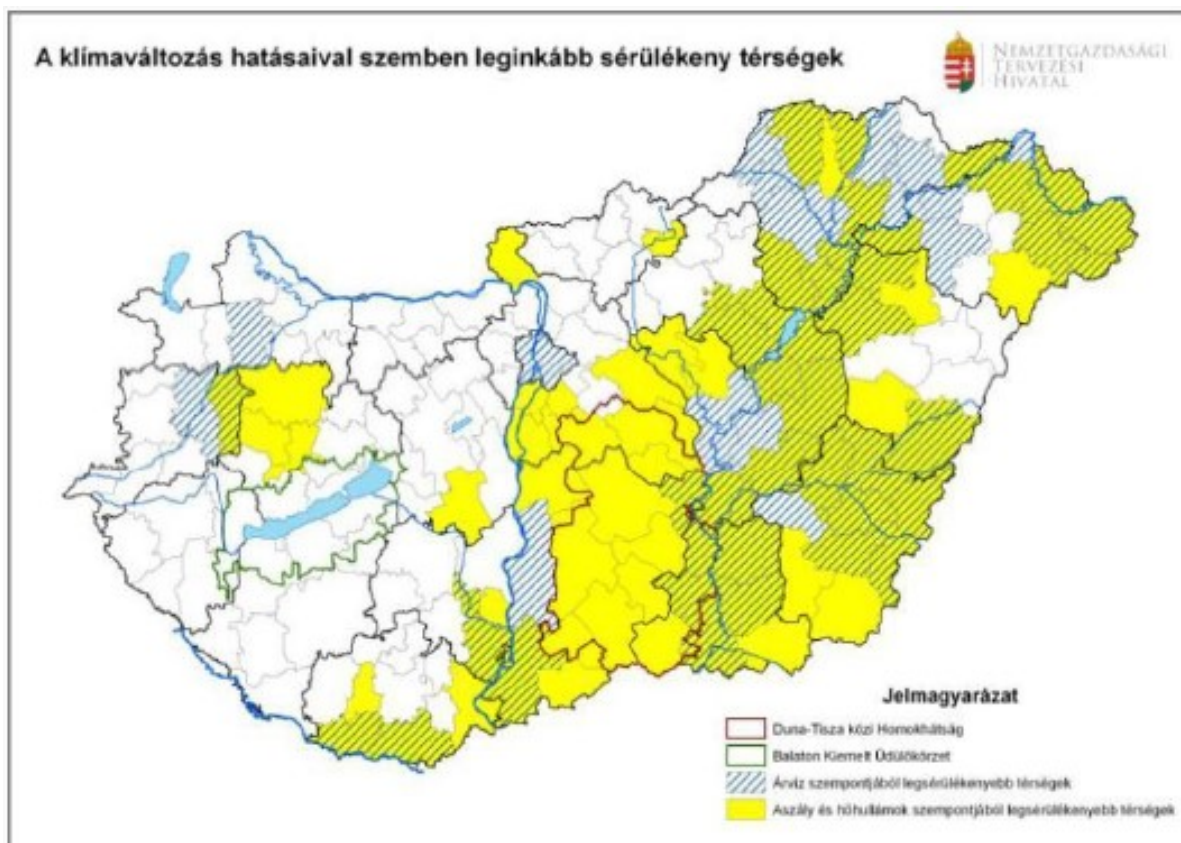 A klímaváltozás hatásaival szemben leginkább sérülékeny térségek
NEMZETGAZDASÁGI
TERVEZÉSI
HIVATAL
Jelmagyarázat
Duna-Tisza közi Homokhátság
Balaton Kiemelt Üdülőkörzet
Árvíz szempontjából legsérülékenyebb térségek
Aszály és hőhullámok szempontjából legsérülékenyebb térségek